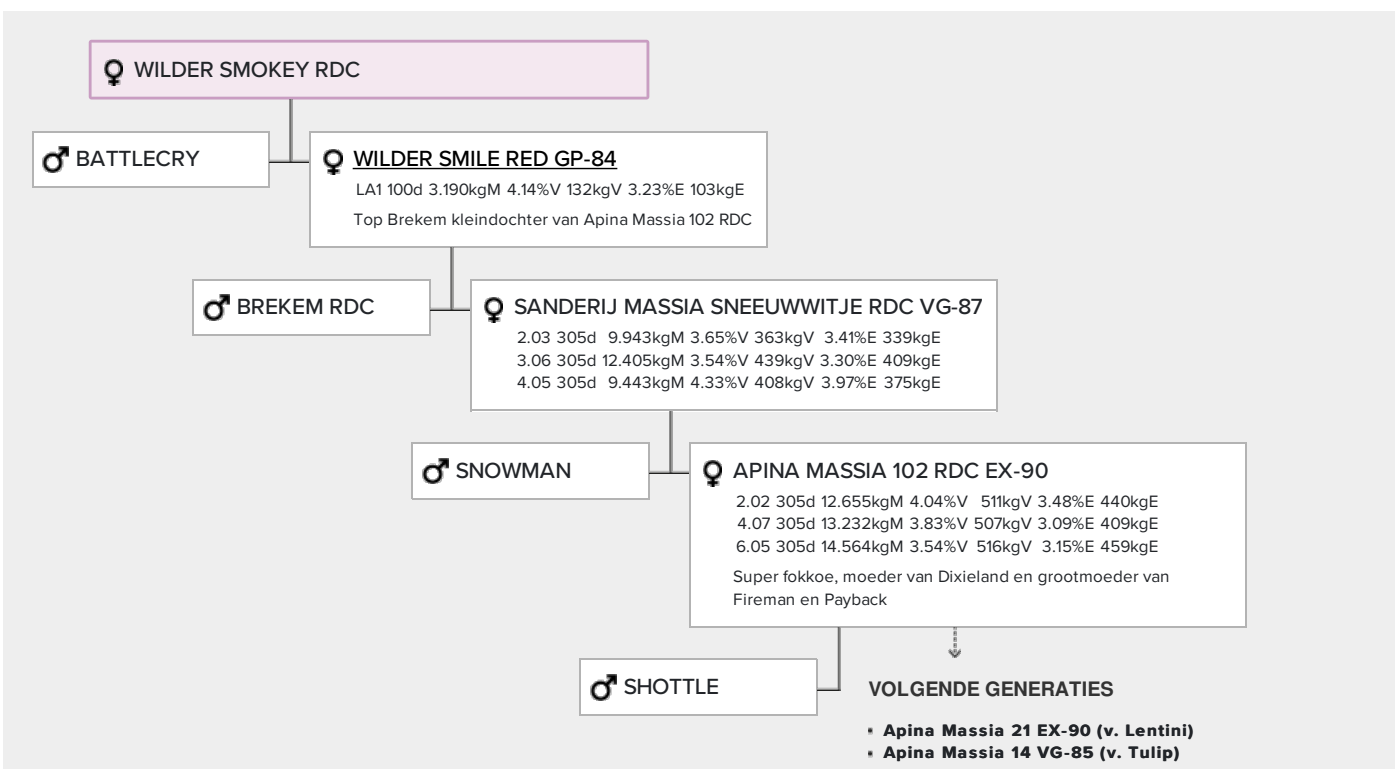 WILDER SMOKEY RDC
BATTLECRY
WILDER SMILE RED GP-84
LA1 100d 3.190kgM 4.14%V 132kgV 3.23%E 103kgE
Top Brekem kleindochter van Apina Massia 102 RDC
BREKEM RDC
SANDERIJ MASSIA SNEEUWWITJE RDC VG-87
2.03 305d 9.943kgM 3.65%V 363kgV 3.41%E 339kgE
3.06 305d 12.405kgM 3.54%V 439kgV 3.30%E 409kgE
4.05 305d 9.443kgM 4.33%V 408kgV 3.97%E 375kgE
SNOWMAN
APINA MASSIA 102 RDC EX-90
2.02 305d 12.655kgM 4.04%V 511kgV 3.48%E 440kgE
4.07 305d 13.232kgM 3.83%V 507kgV 3.09%E 409kgE
6.05 305d 14.564kgM 3.54%V 516kgV 3.15%E 459kgE
Super fokkoe, moeder van Dixieland en grootmoeder van
Fireman en Payback
SHOTTLE
VOLGENDE GENERATIES
▪ Apina Massia 21 EX-90 (v. Lentini)
▪ Apina Massia 14 VG-85 (v. Tulip)